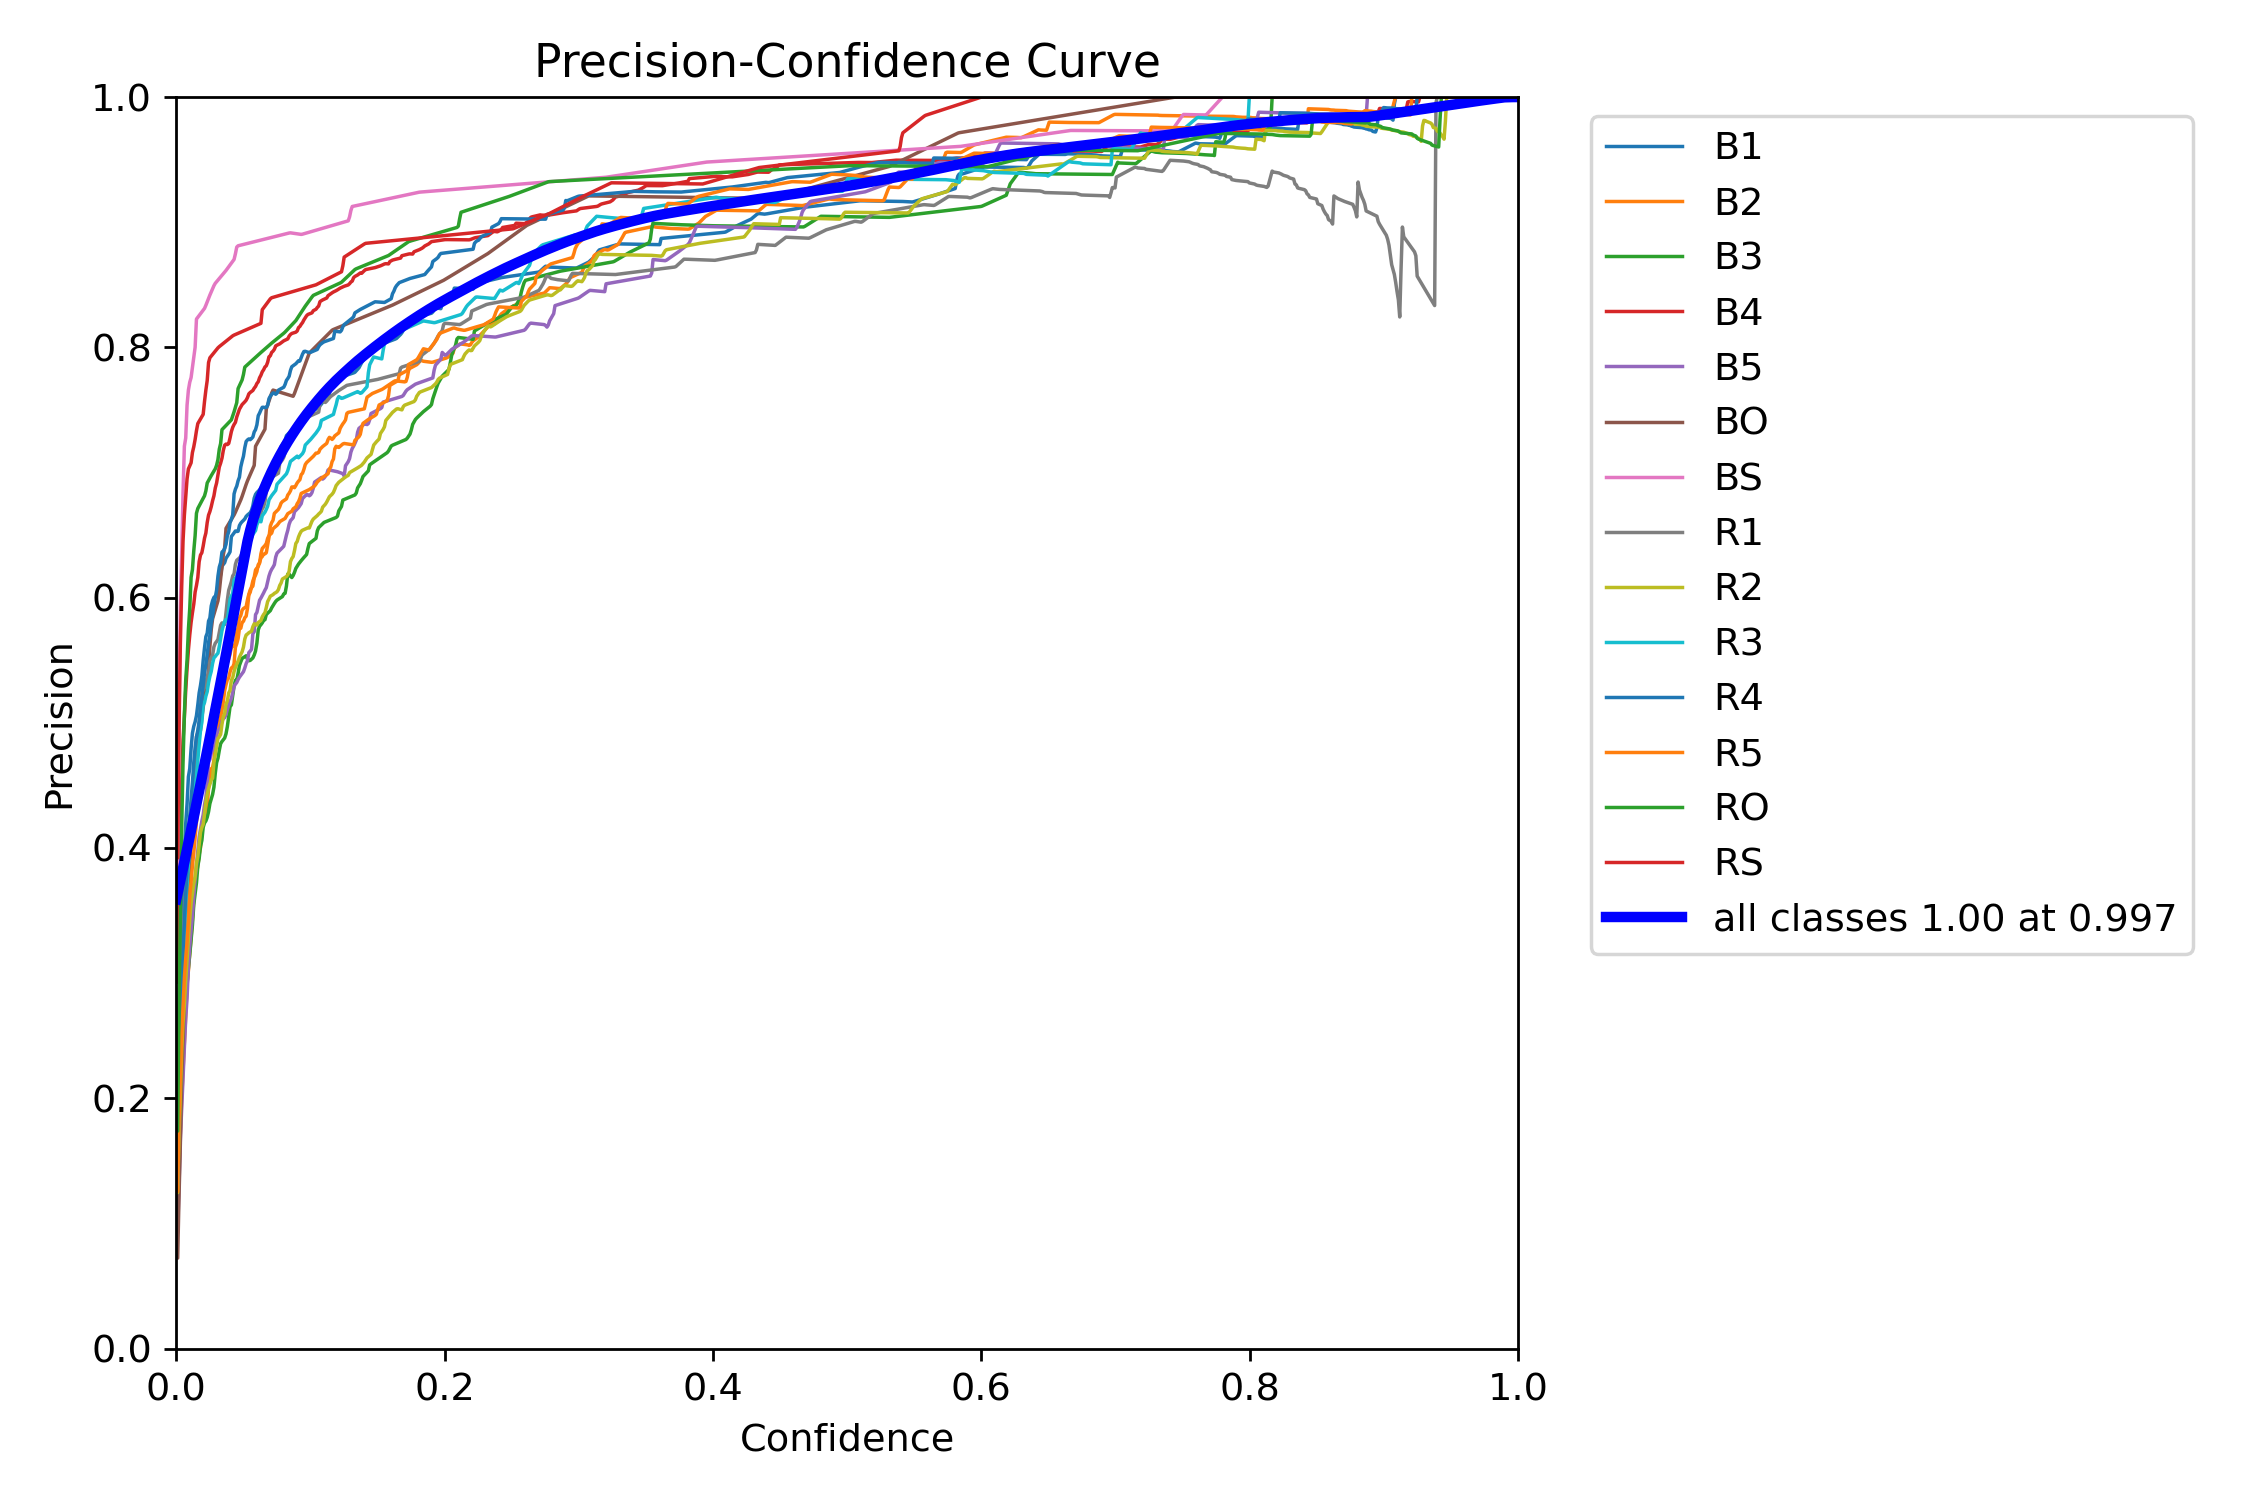 Precision-Confidence Curve
1.0
0.8
0.6
0.4
0.2
0.0
Precision
0.0 0.2 0.4 0.6 0.8 1.0
Confidence
B1
B2
B3
B4
B5
BO
BS
R1
R2
R3
R4
R5
RO
RS
all classes 1.00 at 0.997